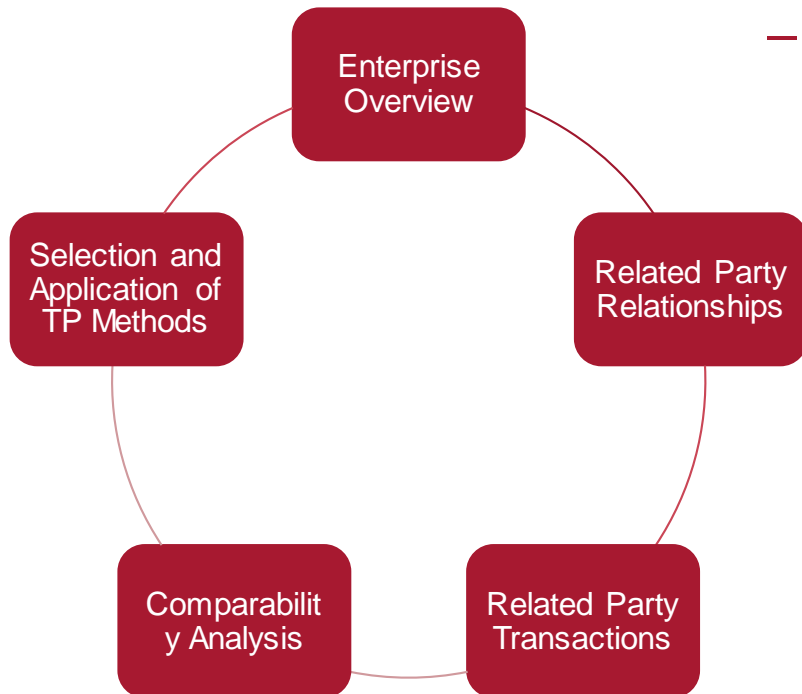 Enterprise
Overview
Related Party
Relationships
Related Party
Transactions
Comparabilit
y Analysis
Selection and
Application of
TP Methods